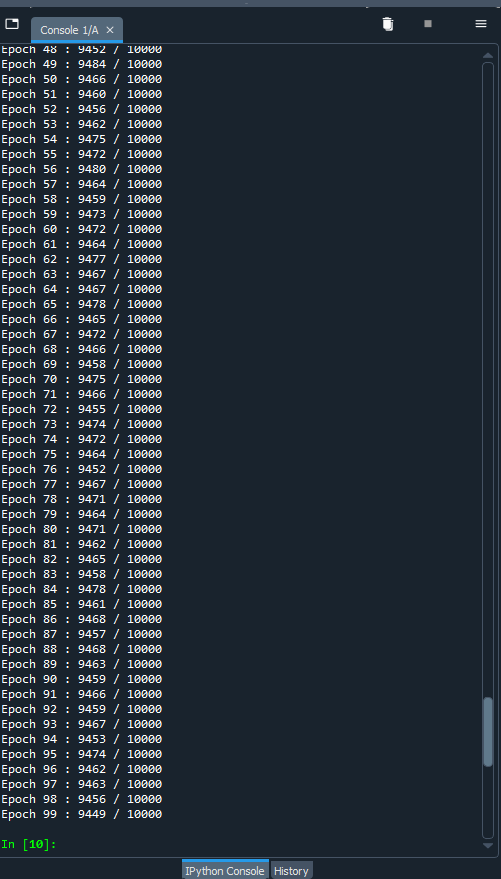 Console 1/A
Epoch 48 : 9452 / 10000
Epoch 49 : 9484 / 10000
Epoch 50 : 9466 / 10000
Epoch 51 : 9460 / 10000
Epoch 52 : 9456 / 10000
Epoch 53 : 9462 / 10000
Epoch 54 : 9475 / 10000
Epoch 55 : 9472 / 10000
Epoch 56 : 9480 / 10000
Epoch 57 : 9464 / 10000
Epoch 58 : 9459 / 10000
Epoch 59 : 9473 / 10000
Epoch 60 : 9472 / 10000
Epoch 61 : 9464 / 10000
Epoch 62 : 9477 / 10000
Epoch 63 : 9467 / 10000
Epoch 64 : 9467 / 10000
Epoch 65 : 9478 / 10000
Epoch 66 : 9465 / 10000
Epoch 67 : 9472 / 10000
Epoch 68 : 9466 / 10000
Epoch 69 : 9458 / 10000
Epoch 70 : 9475 / 10000
Epoch 71 : 9466 / 10000
Epoch 72 : 9455 / 10000
Epoch 73 : 9474 / 10000
Epoch 74 : 9472 / 10000
Epoch 75 : 9464 / 10000
Epoch 76 : 9452 / 10000
Epoch 77 : 9467 / 10000
Epoch 78 : 9471 / 10000
Epoch 79 : 9464 / 10000
Epoch 80 : 9471 / 10000
Epoch 81 : 9462 / 10000
Epoch 82 : 9465 / 10000
Epoch 83 : 9458 / 10000
Epoch 84 : 9478 / 10000
Epoch 85 : 9461 / 10000
Epoch 86 : 9468 / 10000
Epoch 87 : 9457 / 10000
Epoch 88 : 9468 / 10000
Epoch 89 : 9463 / 10000
Epoch 90 : 9459 / 10000
Epoch 91 : 9466 / 10000
Epoch 92 : 9459 / 10000
Epoch 93 : 9467 / 10000
Epoch 94 : 9453 / 10000
Epoch 95 : 9474 / 10000
Epoch 96 : 9462 / 10000
Epoch 97 : 9463 / 10000
Epoch 98 : 9456 / 10000
Epoch 99 : 9449 / 10000
In [10]:
IPython Console History